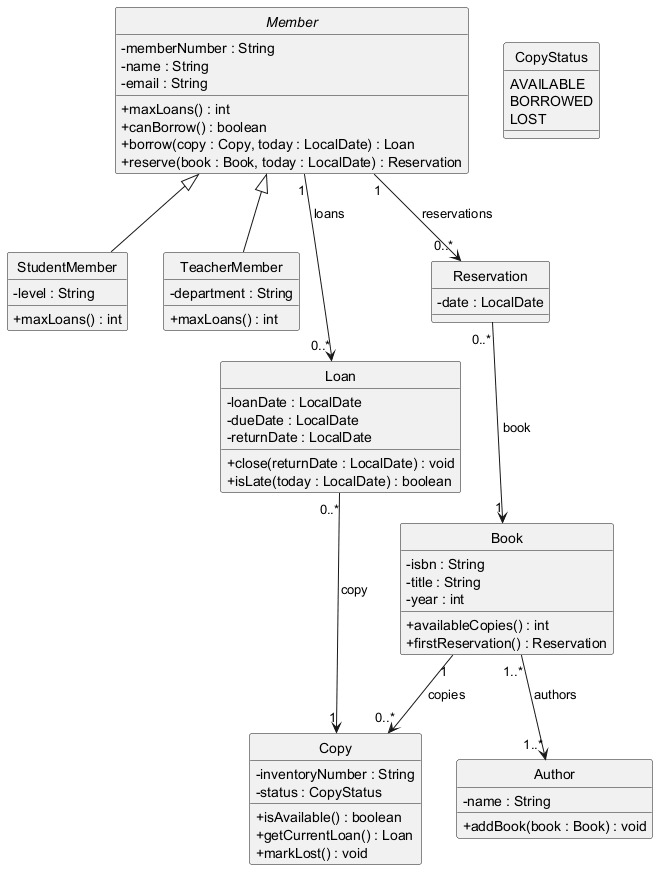 Member
-memberNumber : String
-name : String
-email : String
+maxLoans() : int
+canBorrow() : boolean
+borrow(copy : Copy, today : LocalDate) : Loan
+reserve(book : Book, today : LocalDate) : Reservation
CopyStatus
AVAILABLE
BORROWED
LOST
1
loans
0..*
1
reservations
0..*
StudentMember
-level : String
+maxLoans() : int
TeacherMember
-department : String
+maxLoans() : int
Reservation
-date : LocalDate
Loan
-loanDate : LocalDate
-dueDate : LocalDate
-returnDate : LocalDate
+close(returnDate : LocalDate) : void
+isLate(today : LocalDate) : boolean
0..*
book
1
Book
-isbn : String
-title : String
-year : int
+availableCopies() : int
+firstReservation() : Reservation
0..*
copy
1
1
copies
0..*
1..*
authors
1..*
Copy
-inventoryNumber : String
-status : CopyStatus
+isAvailable() : boolean
+getCurrentLoan() : Loan
+markLost() : void
Author
-name : String
+addBook(book : Book) : void